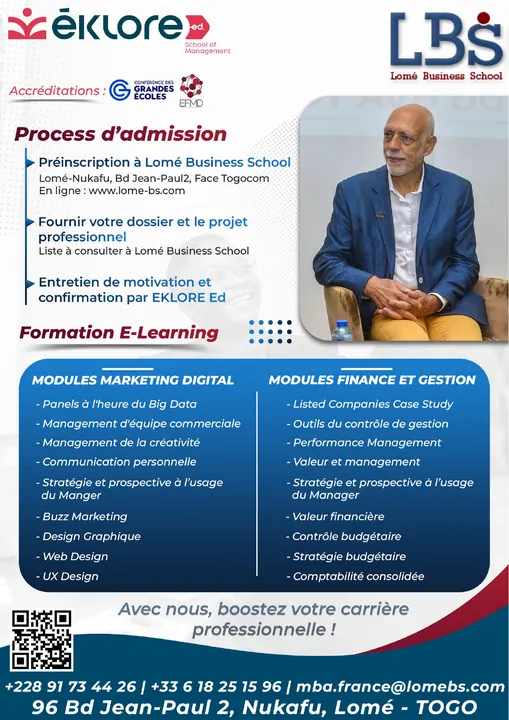 éklore-ed.
School of
Management
LBS
Lomé Business School
Accréditations :
CONFÉRENCE DES
GRANDES
ÉCOLES
EFMD
Process d’admission
Préinscription à Lomé Business School
Lomé-Nukafu, Bd Jean-Paul2, Face Togocom
En ligne : www.lome-bs.com
Fournir votre dossier et le projet
professionnel
Liste à consulter à Lomé Business School
Entretien de motivation et
confirmation par EKLORE Ed
Formation E-Learning
MODULES MARKETING DIGITAL
- Panels à l'heure du Big Data
- Management d'équipe commerciale
- Management de la créativité
- Communication personnelle
- Stratégie et prospective à l’usage
du Manger
- Buzz Marketing
- Design Graphique
- Web Design
- UX Design
MODULES FINANCE ET GESTION
- Listed Companies Case Study
- Outils du contrôle de gestion
- Performance Management
- Valeur et management
- Stratégie et prospective à l’usage
du Manager
- Valeur financière
- Contrôle budgétaire
- Stratégie budgétaire
- Comptabilité consolidée
Avec nous, boostez votre carrière
professionnelle !
+228 91 73 44 26 | +33 6 18 25 15 96 | mba.france@lomebs.com
96 Bd Jean-Paul 2, Nukafu, Lomé - TOGO